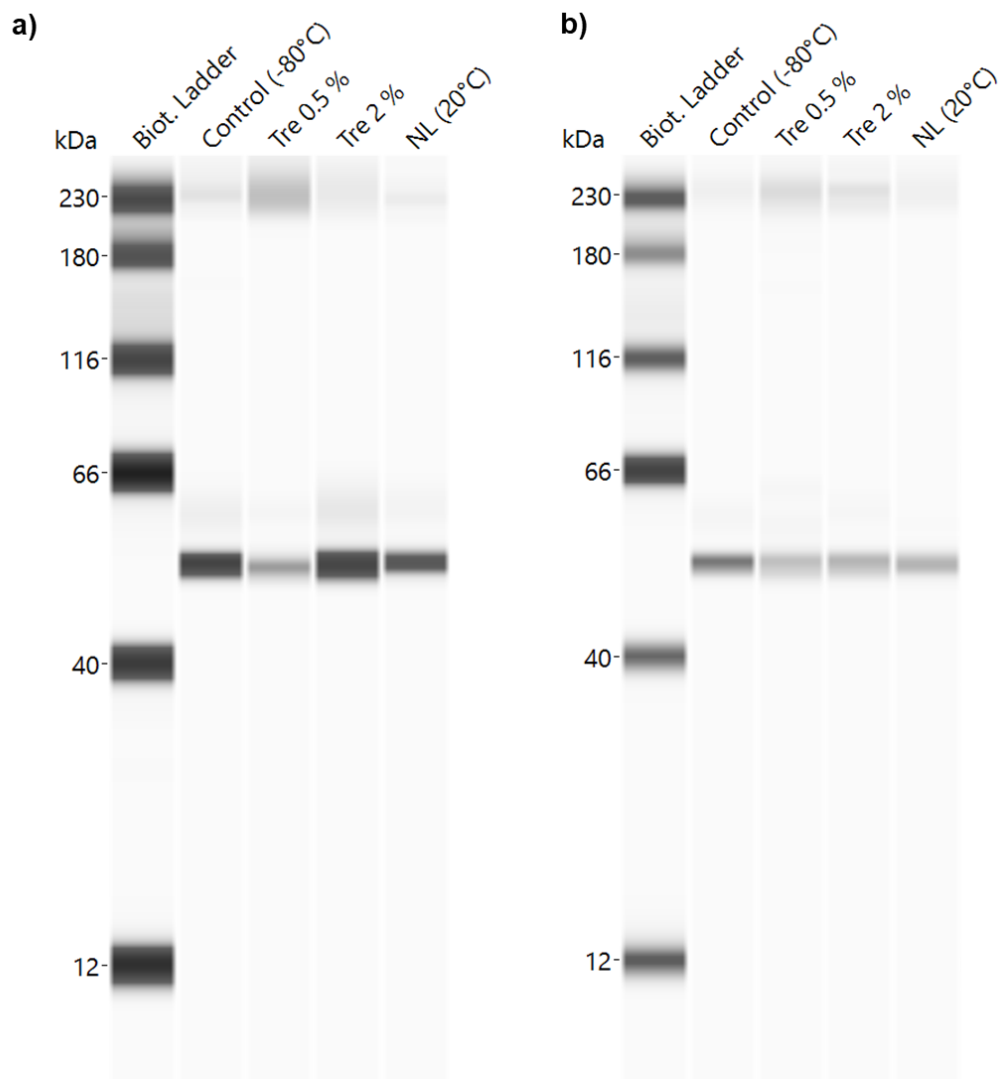 a)
kDa
Biot. Ladder
Control (-80°C)
Tre 0.5 %
Tre 2 %
NL (20°C)
230
180
116
66
40
12
b)
kDa
Biot. Ladder
Control (-80°C)
Tre 0.5 %
Tre 2 %
NL (20°C)
230
180
116
66
40
12